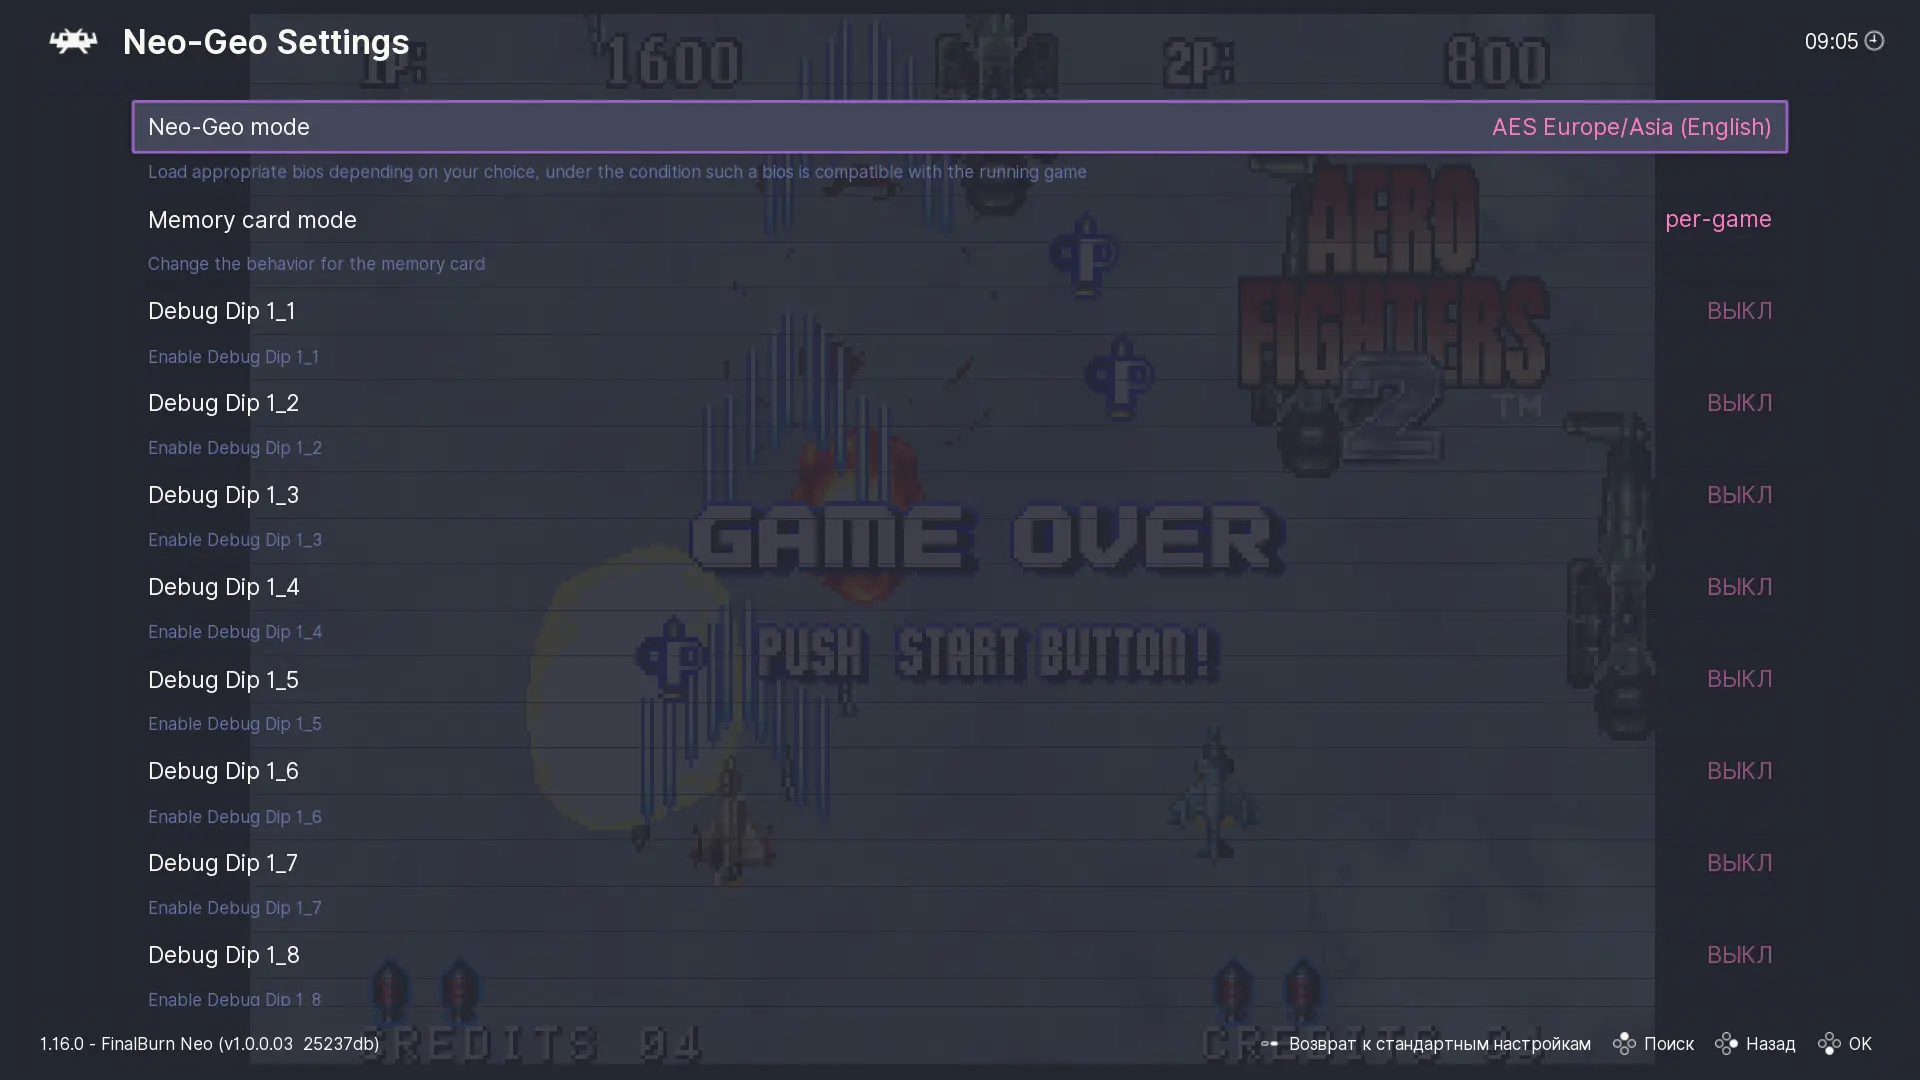 Neo-Geo Settings
09:05
1P: 1600 2P: 800
Neo-Geo mode AES Europe/Asia (English)
Load appropriate bios depending on your choice, under the condition such a bios is compatible with the running game
Memory card mode per-game
Change the behavior for the memory card
AERO
FIGHTERS
2 TM
Debug Dip 1_1 ВЫКЛ
Enable Debug Dip 1_1
Debug Dip 1_2 ВЫКЛ
Enable Debug Dip 1_2
Debug Dip 1_3 ВЫКЛ
Enable Debug Dip 1_3
GAME OVER
Debug Dip 1_4 ВЫКЛ
Enable Debug Dip 1_4
PUSH START BUTTON!
Debug Dip 1_5 ВЫКЛ
Enable Debug Dip 1_5
Debug Dip 1_6 ВЫКЛ
Enable Debug Dip 1_6
Debug Dip 1_7 ВЫКЛ
Enable Debug Dip 1_7
Debug Dip 1_8 ВЫКЛ
Enable Debug Dip 1_8
CREDITS 04
1.16.0 - FinalBurn Neo (v1.0.0.03 25237db)
Возврат к стандартным настройкам Поиск Назад OK